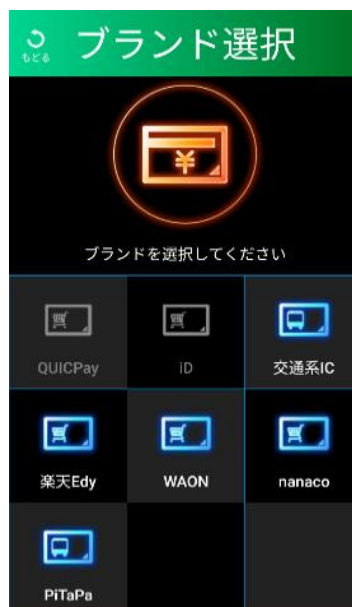 ブランド選択
もどる
¥
ブランドを選択してください
QUICPay
iD
交通系IC
楽天Edy
WAON
nanaco
PiTaPa